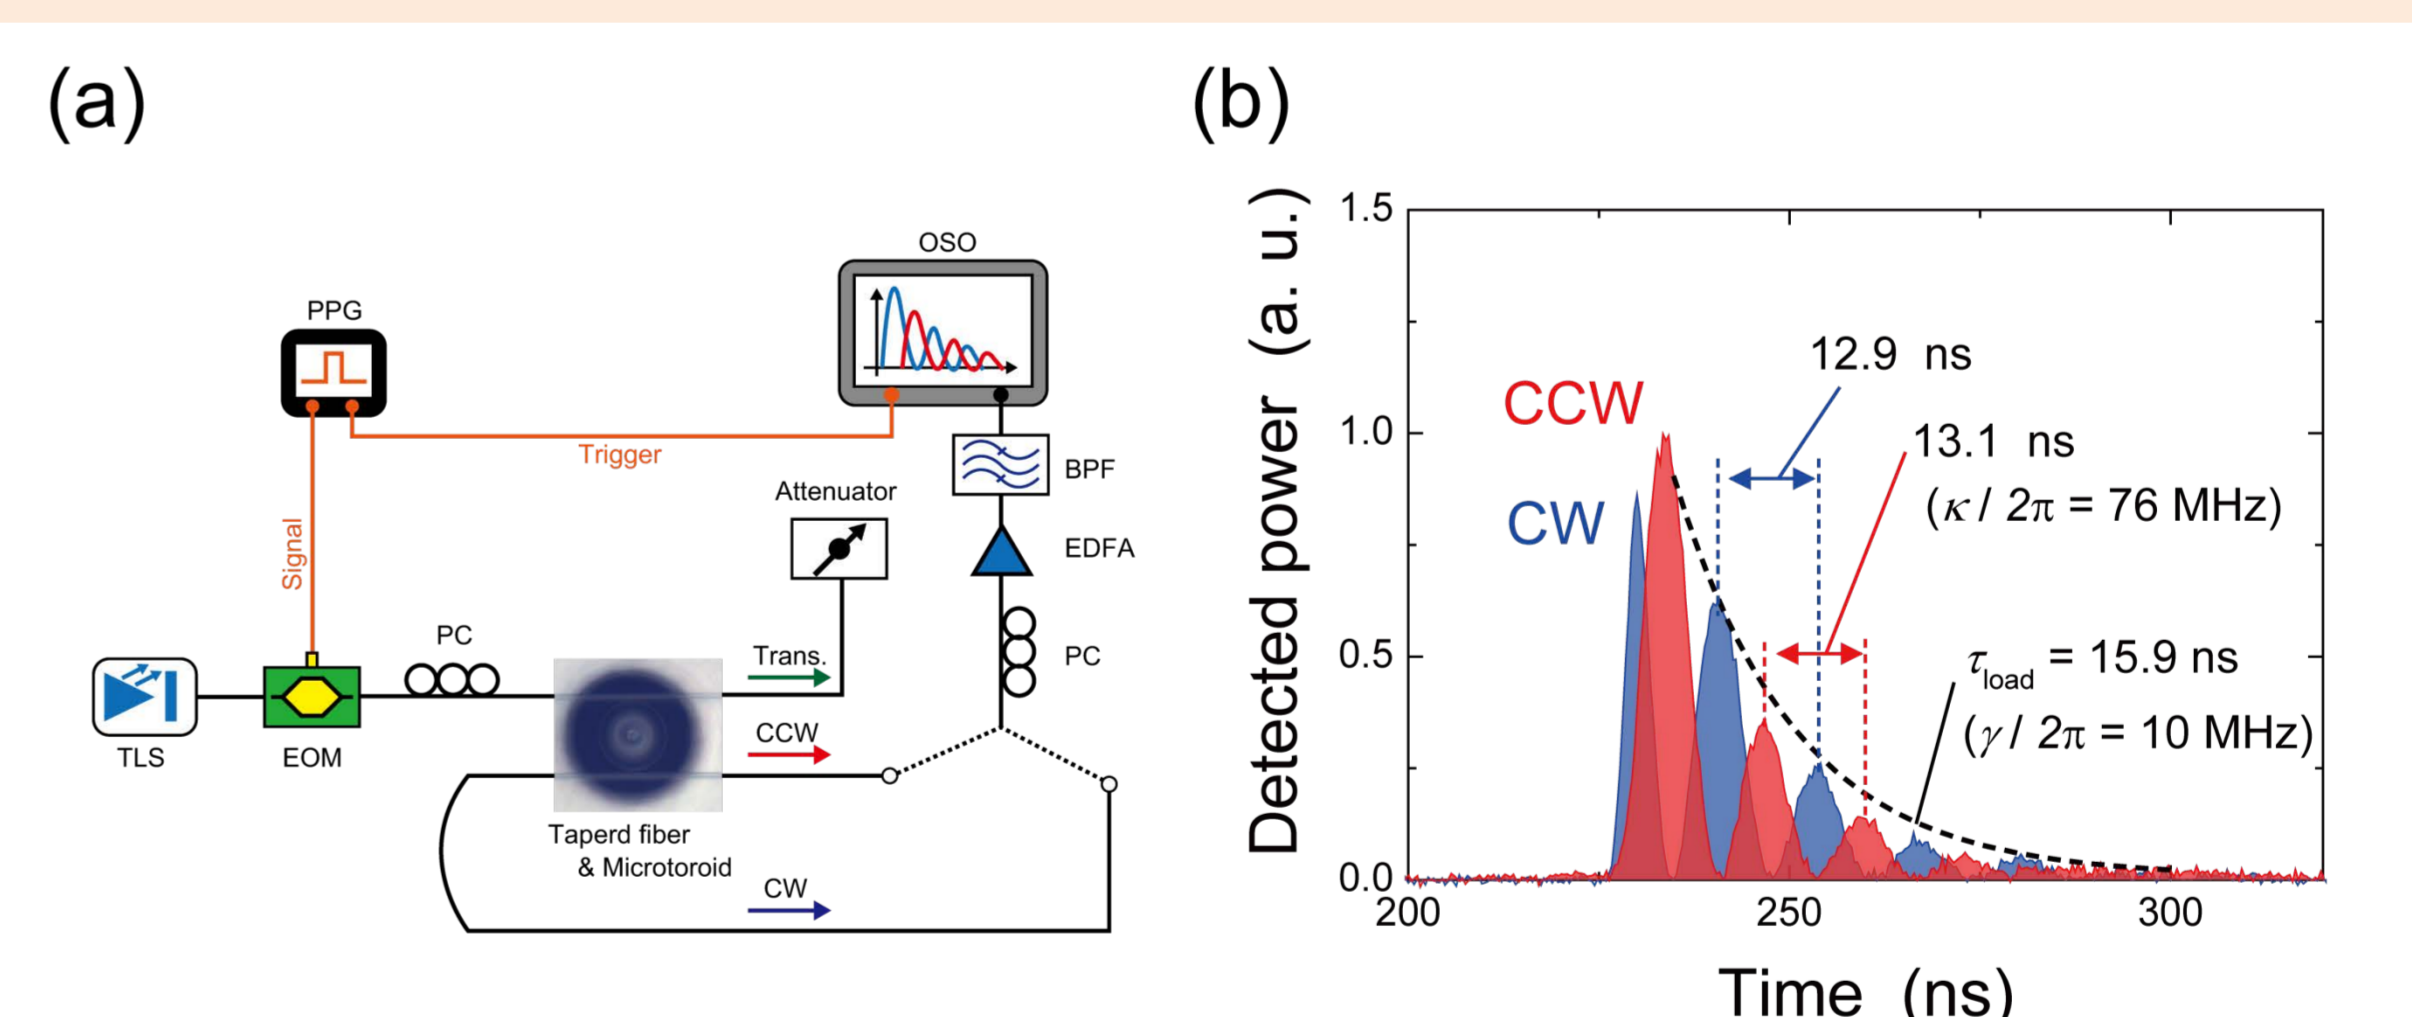 (a)
OSO
PPG
Trigger
BPF
Attenuator
Signal
EDFA
PC
Trans.
PC
CCW
TLS
EOM
Taperd fiber
& Microtoroid
CW
(b)
Detected power (a. u.)
1.5
1.0
0.5
0.0
200
250
300
Time (ns)
CCW
CW
12.9 ns
13.1 ns
(κ / 2π = 76 MHz)
τload = 15.9 ns
(γ / 2π = 10 MHz)